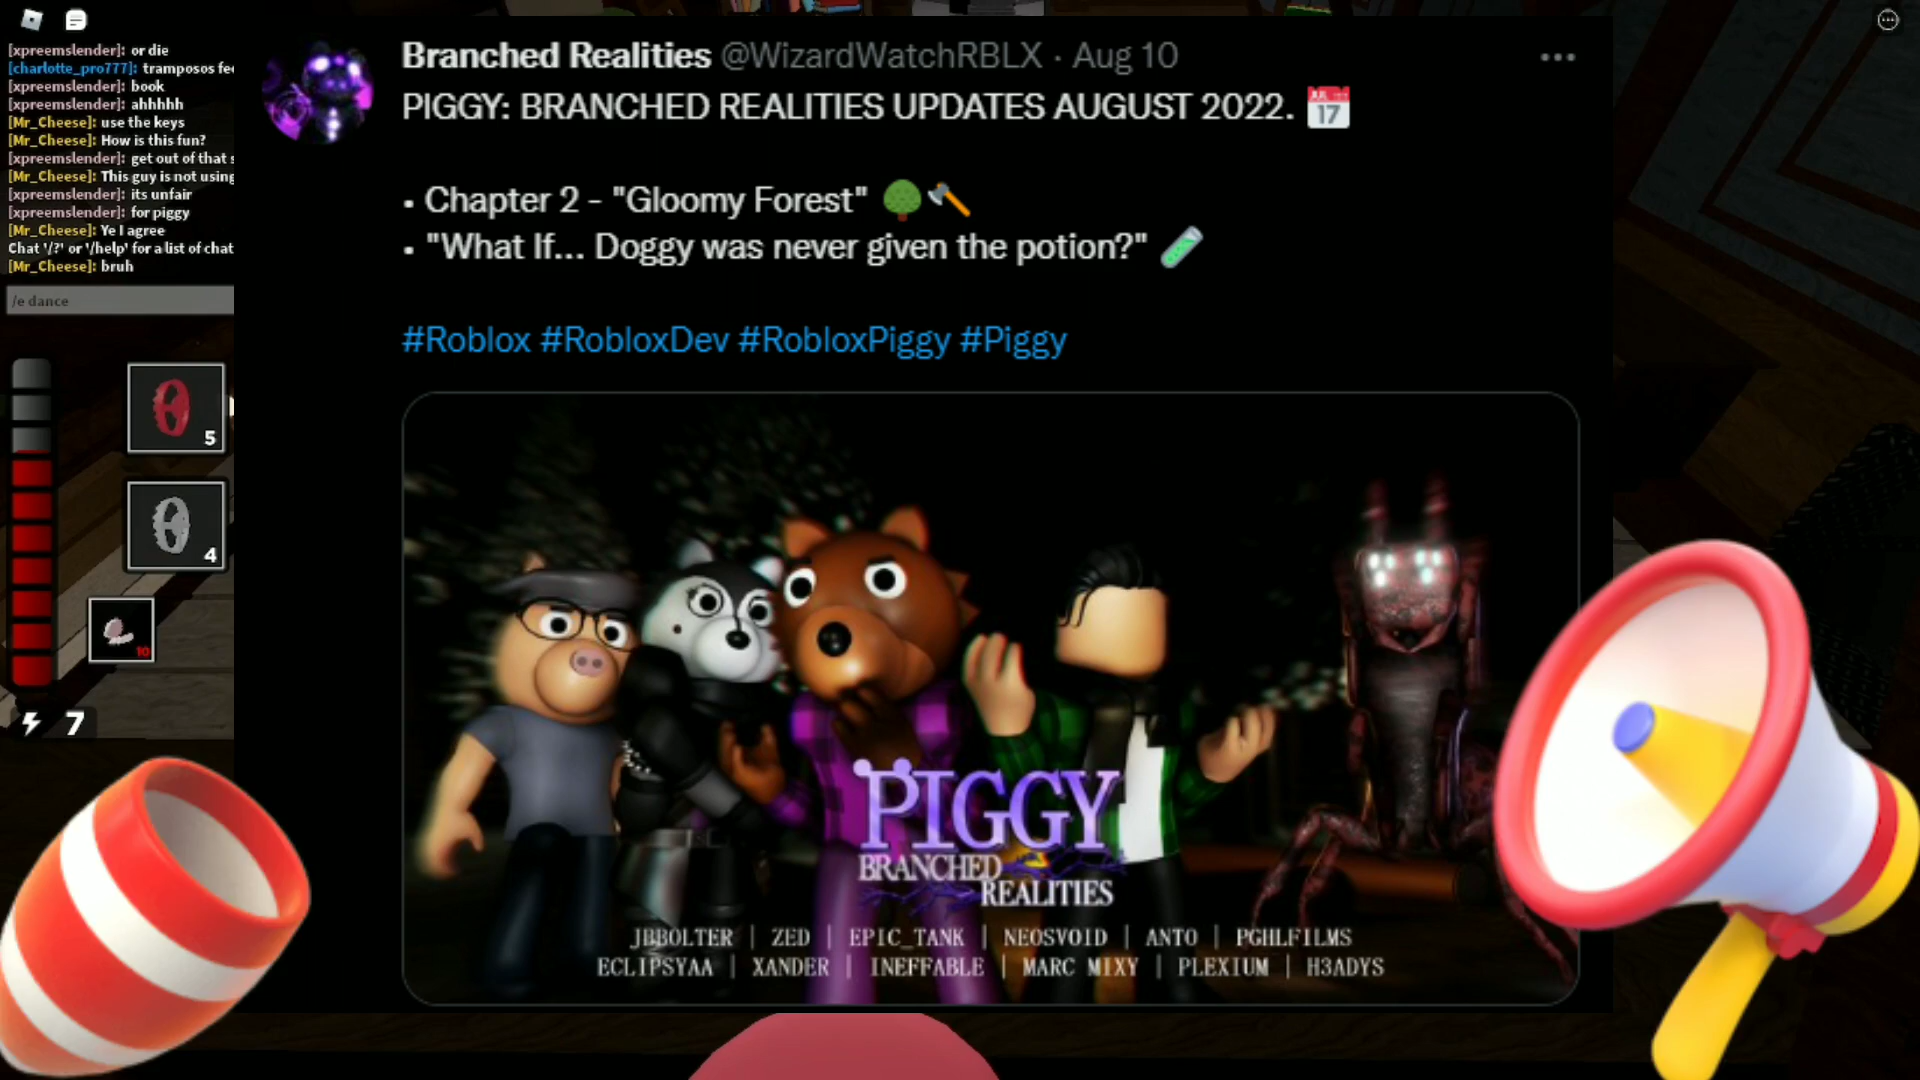 [xpreemslender]: or die
[charlotte_pro777]: tramposos fee
[xpreemslender]: book
[xpreemslender]: ahhhhh
[Mr_Cheese]: use the keys
[Mr_Cheese]: How is this fun?
[xpreemslender]: get out of that s
[Mr_Cheese]: This guy is not using
[xpreemslender]: its unfair
[xpreemslender]: for piggy
[Mr_Cheese]: Ye I agree
Chat '/?' or '/help' for a list of chat
[Mr_Cheese]: bruh
/e dance
5
4
10
7
Branched Realities @WizardWatchRBLX · Aug 10
PIGGY: BRANCHED REALITIES UPDATES AUGUST 2022.
JUL
17
• Chapter 2 - "Gloomy Forest"
• "What If... Doggy was never given the potion?"
#Roblox #RobloxDev #RobloxPiggy #Piggy
PIGGY
BRANCHED
REALITIES
JBBOLTER | ZED | EPIC_TANK | NEOSVOID | ANTO | PGHLFILMS
ECLIPSYAA | XANDER | INEFFABLE | MARC MIXY | PLEXIUM | H3ADYS